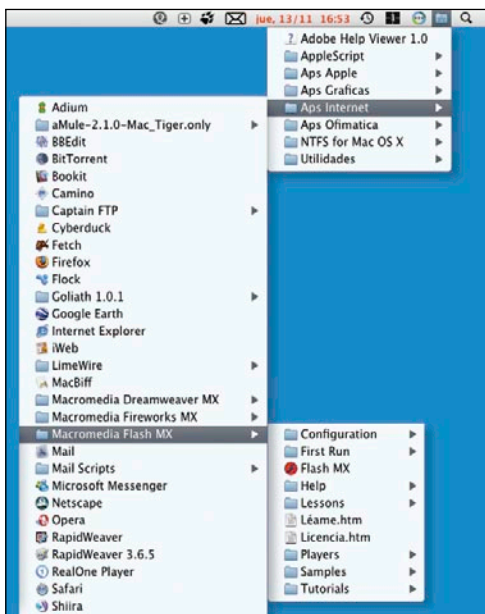 jue, 13/11 16:53
Adobe Help Viewer 1.0
AppleScript
Aps Apple
Aps Graficas
Aps Internet
Aps Ofimatica
NTFS for Mac OS X
Utilidades
Adium
aMule-2.1.0-Mac_Tiger.only
BBEdit
BitTorrent
Bookit
Camino
Captain FTP
Cyberduck
Fetch
Firefox
Flock
Goliath 1.0.1
Google Earth
Internet Explorer
iWeb
LimeWire
MacBiff
Macromedia Dreamweaver MX
Macromedia Fireworks MX
Macromedia Flash MX
Mail
Mail Scripts
Microsoft Messenger
Netscape
Opera
RapidWeaver
RapidWeaver 3.6.5
RealOne Player
Safari
Shiira
Configuration
First Run
Flash MX
Help
Lessons
Léame.htm
Licencia.htm
Players
Samples
Tutorials